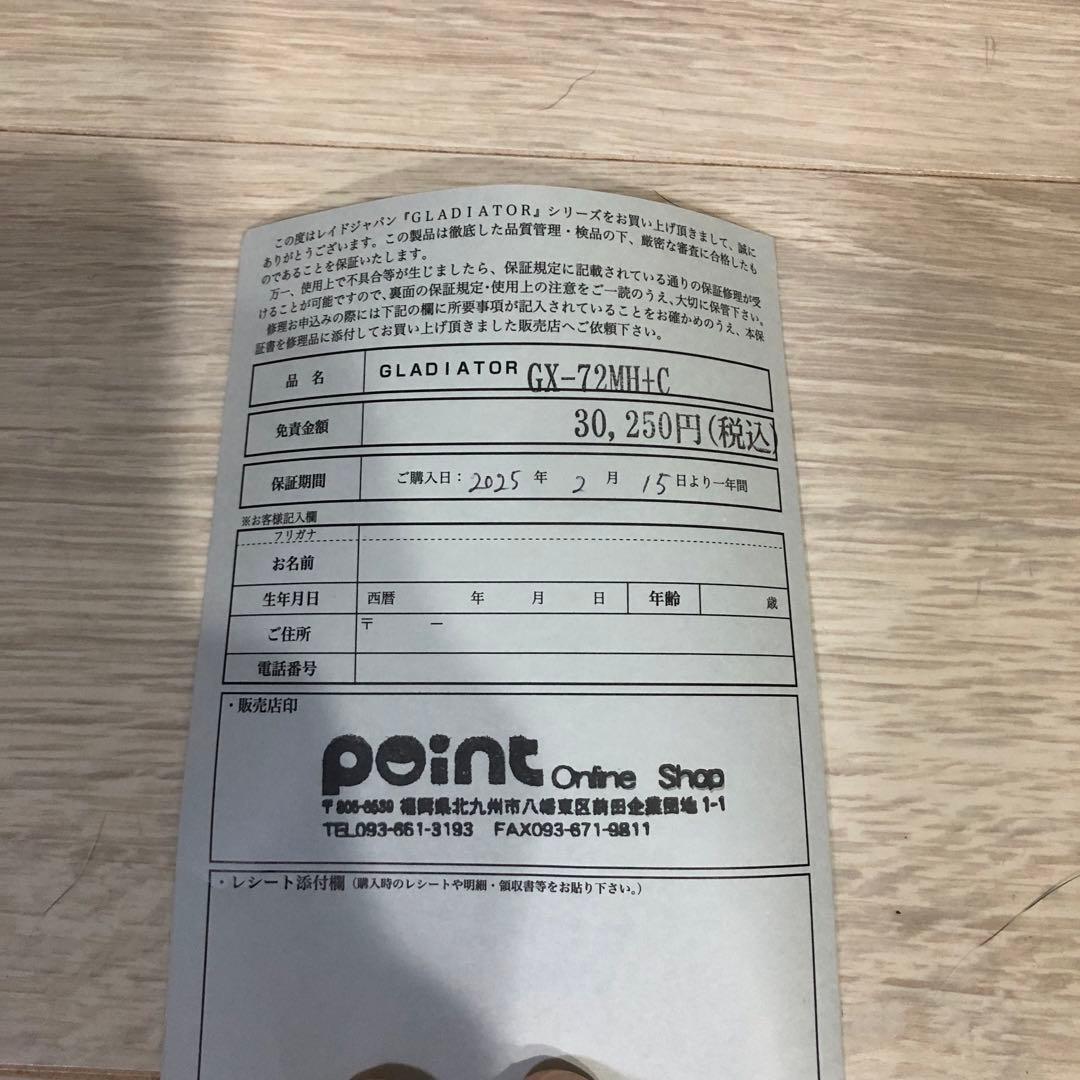 この度はレイドジャパン『GLADIATOR』シリーズをお買い上げ頂きまして、誠に
ありがとうございます。この製品は徹底した品質管理・検品の下、厳密な審査に合格したも
のであることを保証いたします。
万一、使用上で不具合等が生じましたら、保証規定に記載されている通りの保証修理が受
けることが可能ですので、裏面の保証規定・使用上の注意をご一読のうえ、大切に保管下さい。
修理お申込みの際には下記の欄に所要事項が記入されていることをお確かめのうえ、本保
証書を修理品に添付してお買い上げ頂きました販売店へご依頼下さい。
品名 GLADIATOR GX-72MH+C
免責金額 30,250円(税込)
保証期間 ご購入日：2025年 2月 15日より一年間
※お客様記入欄
フリガナ
お名前
生年月日 西暦 年 月 日 年齢 歳
ご住所 〒 ー
電話番号
・販売店印
point Online Shop
〒805-8539 福岡県北九州市八幡東区前田企業団地1-1
TEL093-661-3193 FAX093-671-9811
・レシート添付欄（購入時のレシートや明細・領収書等をお貼り下さい。）